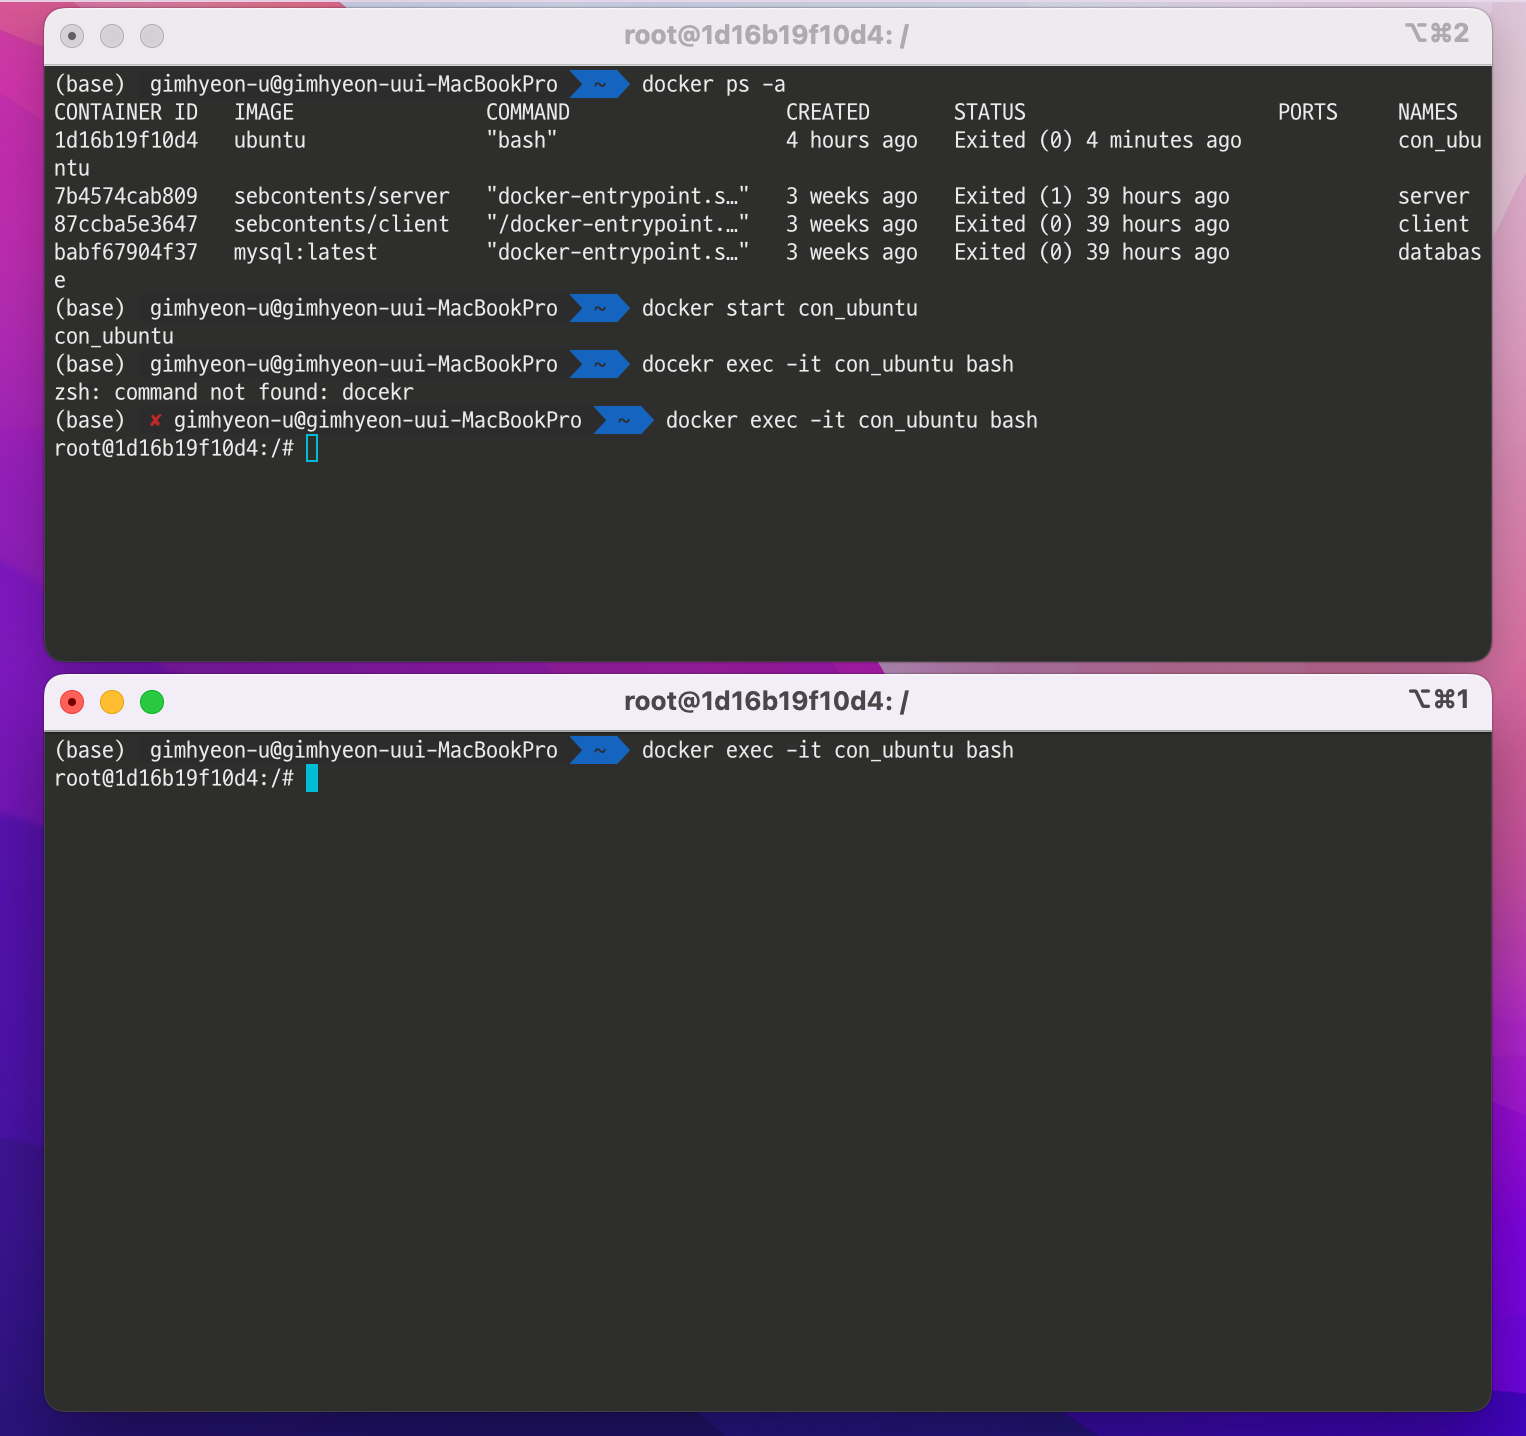 root@1d16b19f10d4: /
⌥⌘2
(base) gimhyeon-u@gimhyeon-uui-MacBookPro ~ docker ps -a
CONTAINER ID IMAGE COMMAND CREATED STATUS PORTS NAMES
1d16b19f10d4 ubuntu "bash" 4 hours ago Exited (0) 4 minutes ago con_ubu
ntu
7b4574cab809 sebcontents/server "docker-entrypoint.s…" 3 weeks ago Exited (1) 39 hours ago server
87ccba5e3647 sebcontents/client "/docker-entrypoint.…" 3 weeks ago Exited (0) 39 hours ago client
babf67904f37 mysql:latest "docker-entrypoint.s…" 3 weeks ago Exited (0) 39 hours ago databas
e
(base) gimhyeon-u@gimhyeon-uui-MacBookPro ~ docker start con_ubuntu
con_ubuntu
(base) gimhyeon-u@gimhyeon-uui-MacBookPro ~ docekr exec -it con_ubuntu bash
zsh: command not found: docekr
(base) ✘ gimhyeon-u@gimhyeon-uui-MacBookPro ~ docker exec -it con_ubuntu bash
root@1d16b19f10d4:/#
root@1d16b19f10d4: /
⌥⌘1
(base) gimhyeon-u@gimhyeon-uui-MacBookPro ~ docker exec -it con_ubuntu bash
root@1d16b19f10d4:/#